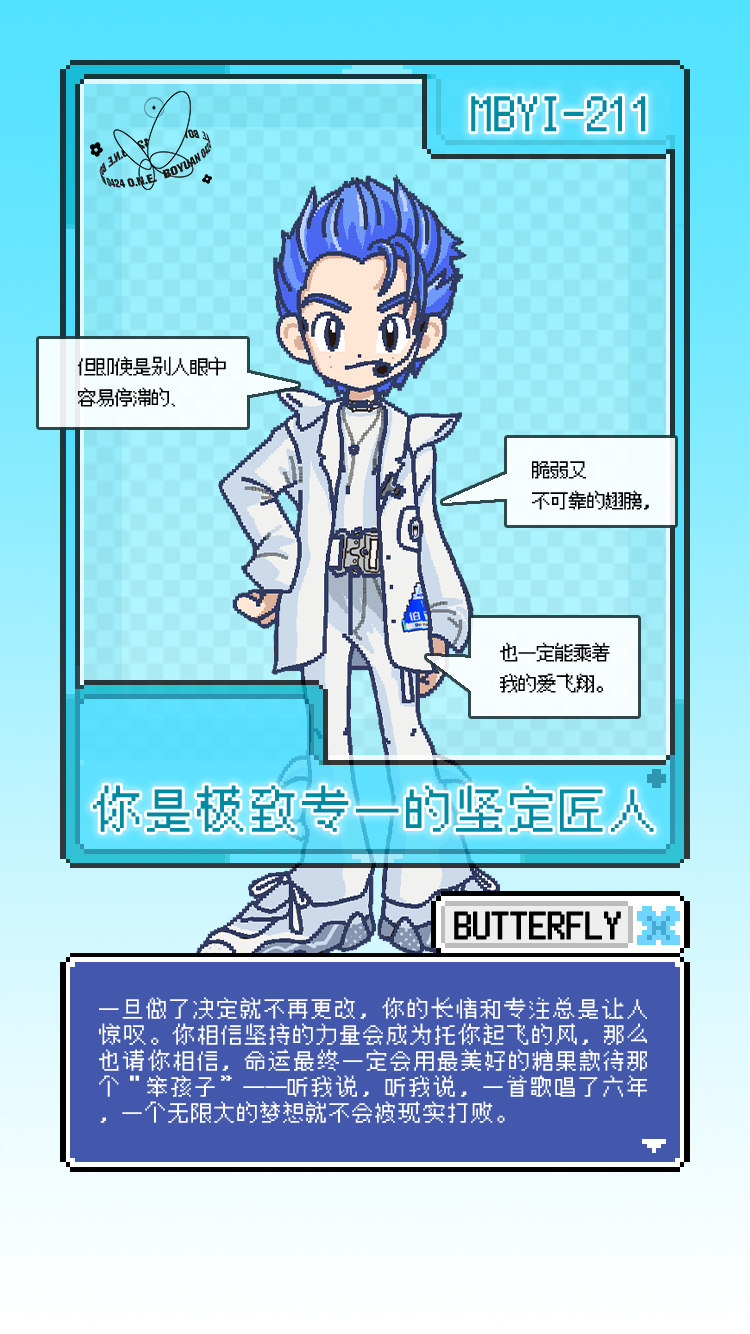 MBYI-211
0424 O.N.E. BOYUAN 0424
但即使是别人眼中
容易停滞的、
脆弱又
不可靠的翅膀，
也一定能乘着
我的爱飞翔。
你是极致专一的坚定匠人
BUTTERFLY
一旦做了决定就不再更改，你的长情和专注总是让人
惊叹。你相信坚持的力量会成为托你起飞的风，那么
也请你相信，命运最终一定会用最美好的糖果款待那
个“笨孩子”——听我说，听我说，一首歌唱了六年
，一个无限大的梦想就不会被现实打败。